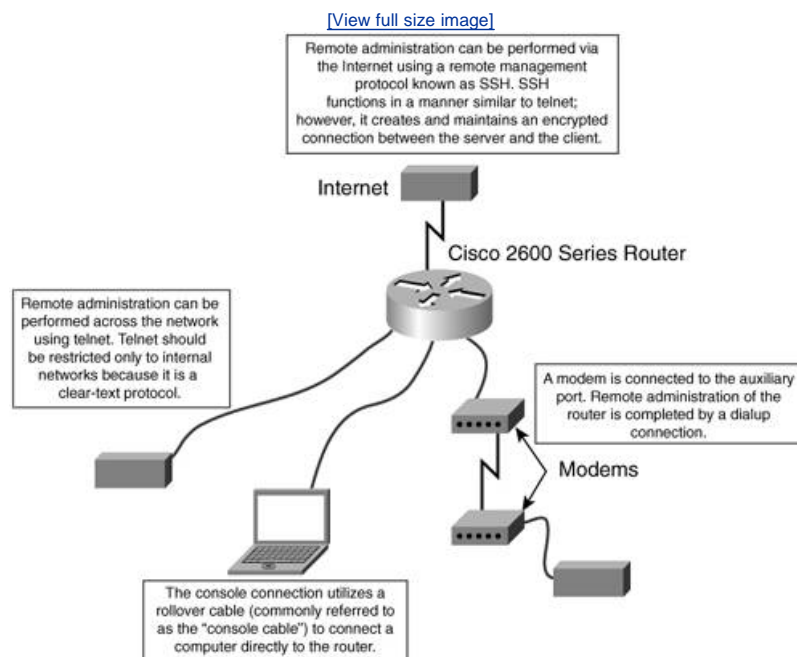 [View full size image]
Remote administration can be performed via
the Internet using a remote management
protocol known as SSH. SSH
functions in a manner similar to telnet;
however, it creates and maintains an encrypted
connection between the server and the client.
Internet
Cisco 2600 Series Router
Remote administration can be
performed across the network
using telnet. Telnet should
be restricted only to internal
networks because it is a
clear-text protocol.
A modem is connected to the auxiliary
port. Remote administration of the
router is completed by a dialup
connection.
Modems
The console connection utilizes a
rollover cable (commonly referred to
as the “console cable”) to connect a
computer directly to the router.